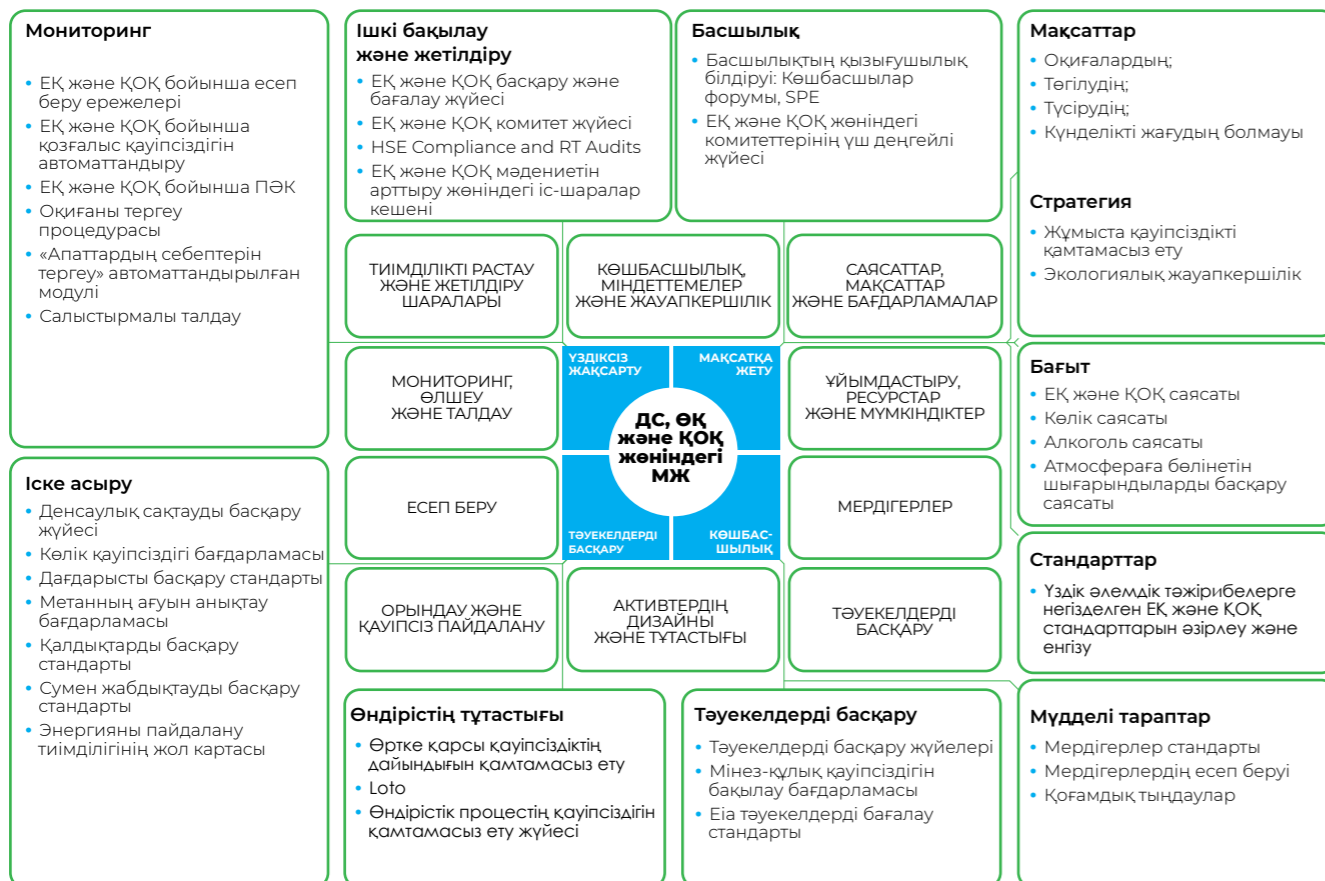 Мониторинг
• ЕҚ және ҚОҚ бойынша есеп
беру ережелері
• ЕҚ және ҚОҚ бойынша
қозғалыс қауіпсіздігін
автоматтандыру
• ЕҚ және ҚОҚ бойынша ПӘК
• Оқиғаны тергеу
процедурасы
• «Апаттардың себептерін
тергеу» автоматтандырылған
модулі
• Салыстырмалы талдау
Ішкі бақылау
және жетілдіру
• ЕҚ және ҚОҚ басқару және
бағалау жүйесі
• ЕҚ және ҚОҚ комитет жүйесі
• HSE Compliance and RT Audits
• ЕҚ және ҚОҚ мәдениетін
арттыру жөніндегі іс-шаралар
кешені
Басшылық
• Басшылықтың қызығушылық
білдіруі: Көшбасшылар
форумы, SPE
• ЕҚ және ҚОҚ жөніндегі
комитеттерінің үш деңгейлі
жүйесі
Мақсаттар
• Оқиғалардың;
• Төгілудің;
• Түсірудің;
• Күнделікті жағудың болмауы
Стратегия
• Жұмыста қауіпсіздікті
қамтамасыз ету
• Экологиялық жауапкершілік
ТИІМДІЛІКТІ РАСТАУ
ЖӘНЕ ЖЕТІЛДІРУ
ШАРАЛАРЫ
КӨШБАСШЫЛЫҚ,
МІНДЕТТЕМЕЛЕР
ЖӘНЕ ЖАУАПКЕРШІЛІК
САЯСАТТАР,
МАҚСАТТАР
ЖӘНЕ БАҒДАРЛАМАЛАР
МОНИТОРИНГ,
ӨЛШЕУ
ЖӘНЕ ТАЛДАУ
ҮЗДІКСІЗ
ЖАҚСАРТУ
МАҚСАТҚА
ЖЕТУ
ДС, ӨҚ
және ҚОҚ
жөніндегі
МЖ
ТӘУЕКЕЛДЕРДІ
БАСҚАРУ
КӨШБАС-
ШЫЛЫҚ
ҰЙЫМДАСТЫРУ,
РЕСУРСТАР
ЖӘНЕ МҮМКІНДІКТЕР
ЕСЕП БЕРУ
МЕРДІГЕРЛЕР
ОРЫНДАУ ЖӘНЕ
ҚАУІПСІЗ ПАЙДАЛАНУ
АКТИВТЕРДІҢ
ДИЗАЙНЫ
ЖӘНЕ ТҰТАСТЫҒЫ
ТӘУЕКЕЛДЕРДІ
БАСҚАРУ
Бағыт
• ЕҚ және ҚОҚ саясаты
• Көлік саясаты
• Алкоголь саясаты
• Атмосфераға бөлінетін
шығарындыларды басқару
саясаты
Іске асыру
• Денсаулық сақтауды басқару
жүйесі
• Көлік қауіпсіздігі бағдарламасы
• Дағдарысты басқару стандарты
• Метанның ағуын анықтау
бағдарламасы
• Қалдықтарды басқару
стандарты
• Сумен жабдықтауды басқару
стандарты
• Энергияны пайдалану
тиімділігінің жол картасы
Стандарттар
• Үздік әлемдік тәжірибелерге
негізделген ЕҚ және ҚОҚ
стандарттарын әзірлеу және
енгізу
Өндірістің тұтастығы
• Өртке қарсы қауіпсіздіктің
дайындығын қамтамасыз ету
• Loto
• Өндірістік процестің қауіпсіздігін
қамтамасыз ету жүйесі
Тәуекелдерді басқару
• Тәуекелдерді басқару жүйелері
• Мінез-құлық қауіпсіздігін
бақылау бағдарламасы
• Еіа тәуекелдерді бағалау
стандарты
Мүдделі тараптар
• Мердігерлер стандарты
• Мердігерлердің есеп беруі
• Қоғамдық тыңдаулар